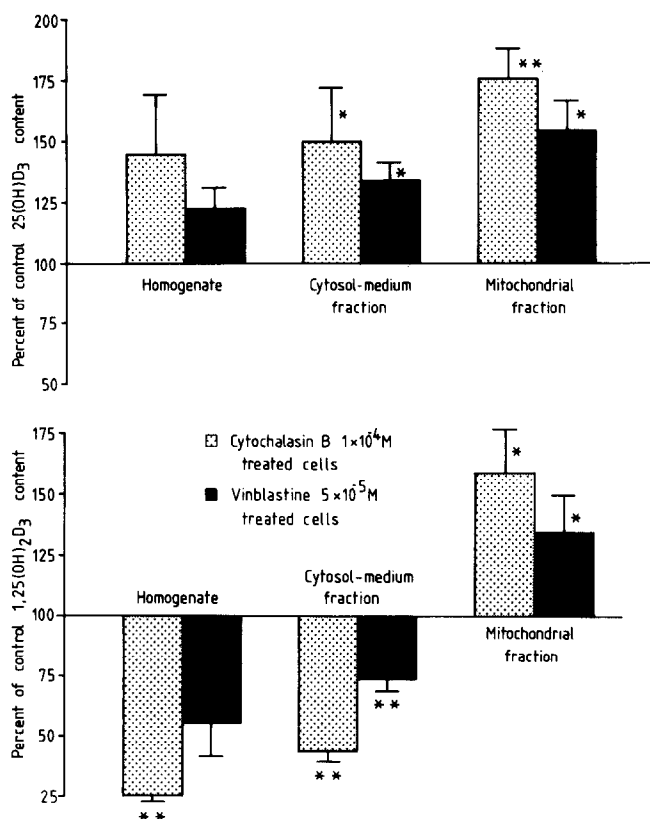 Percent of control 25(OH)D₃ content
200
175
150
125
100
75
50
*
**
*
*
Homogenate
Cytosol-medium
fraction
Mitochondrial
fraction
Percent of control 1,25(OH)₂D₃ content
175
150
125
100
75
50
25
Cytochalasin B 1×10⁻⁴M
treated cells
Vinblastine 5×10⁻⁵M
treated cells
*
*
Homogenate
Cytosol-medium
fraction
Mitochondrial
fraction
**
**
**